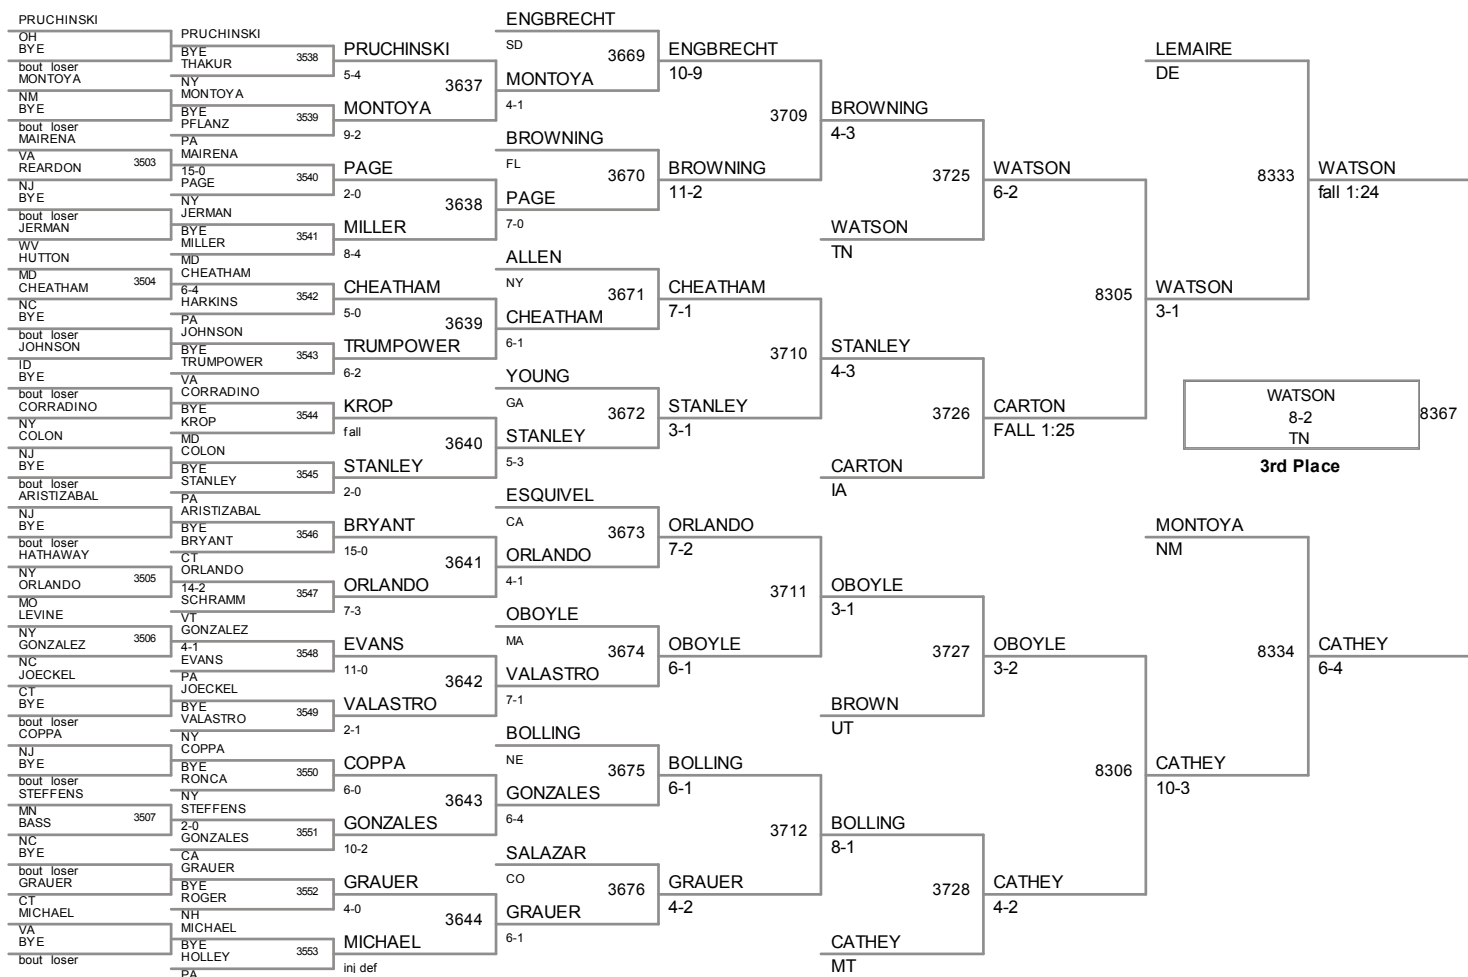 PRUCHINSKI
OH
BYE
bout loser
MONTOYA
NM
BYE
bout loser
MAIRENA
VA
3503
REARDON
NJ
BYE
bout loser
JERMAN
WV
HUTTON
MD
3504
CHEATHAM
NC
BYE
bout loser
JOHNSON
ID
BYE
bout loser
CORRADINO
NY
COLON
NJ
BYE
bout loser
ARISTIZABAL
NJ
BYE
bout loser
HATHAWAY
NY
3505
ORLANDO
MO
LEVINE
NY
3506
GONZALEZ
NC
JOECKEL
CT
BYE
bout loser
COPPA
NJ
BYE
bout loser
STEFFENS
MN
3507
BASS
NC
BYE
bout loser
GRAUER
CT
MICHAEL
VA
BYE
bout loser
PRUCHINSKI
BYE
3538
THAKUR
NY
MONTOYA
BYE
3539
PFLANZ
PA
MAIRENA
15-0
3540
PAGE
NY
JERMAN
BYE
3541
MILLER
MD
CHEATHAM
6-4
3542
HARKINS
PA
JOHNSON
BYE
3543
TRUMPOWER
VA
CORRADINO
BYE
3544
KROP
MD
COLON
BYE
3545
STANLEY
PA
ARISTIZABAL
BYE
3546
BRYANT
CT
ORLANDO
14-2
3547
SCHRAMM
VT
GONZALEZ
4-1
3548
EVANS
PA
JOECKEL
BYE
3549
VALASTRO
NY
COPPA
BYE
3550
RONCA
NY
STEFFENS
2-0
3551
GONZALES
CA
GRAUER
BYE
3552
ROGER
NH
MICHAEL
BYE
3553
HOLLEY
PA
PRUCHINSKI
5-4
3637
MONTOYA
9-2
PAGE
2-0
3638
MILLER
8-4
CHEATHAM
5-0
3639
TRUMPOWER
6-2
KROP
fall
3640
STANLEY
2-0
BRYANT
15-0
3641
ORLANDO
7-3
EVANS
11-0
3642
VALASTRO
2-1
COPPA
6-0
3643
GONZALES
10-2
GRAUER
4-0
3644
MICHAEL
inj def
ENGBRECHT
SD
3669
MONTOYA
4-1
BROWNING
FL
3670
PAGE
7-0
ALLEN
NY
3671
CHEATHAM
6-1
YOUNG
GA
3672
STANLEY
5-3
ESQUIVEL
CA
3673
ORLANDO
4-1
OBOYLE
MA
3674
VALASTRO
7-1
BOLLING
NE
3675
GONZALES
6-4
SALAZAR
CO
3676
GRAUER
6-1
ENGBRECHT
10-9
3709
BROWNING
11-2
CHEATHAM
7-1
3710
STANLEY
3-1
ORLANDO
7-2
3711
OBOYLE
6-1
BOLLING
6-1
3712
GRAUER
4-2
BROWNING
4-3
3725
WATSON
TN
STANLEY
4-3
3726
CARTON
IA
OBOYLE
3-1
3727
BROWN
UT
BOLLING
8-1
3728
CATHEY
MT
WATSON
6-2
8305
CARTON
FALL 1:25
OBOYLE
3-2
8306
CATHEY
4-2
LEMAIRE
DE
8333
WATSON
3-1
MONTOYA
NM
8334
CATHEY
10-3
WATSON
fall 1:24
WATSON
8-2
8367
TN
3rd Place
CATHEY
6-4